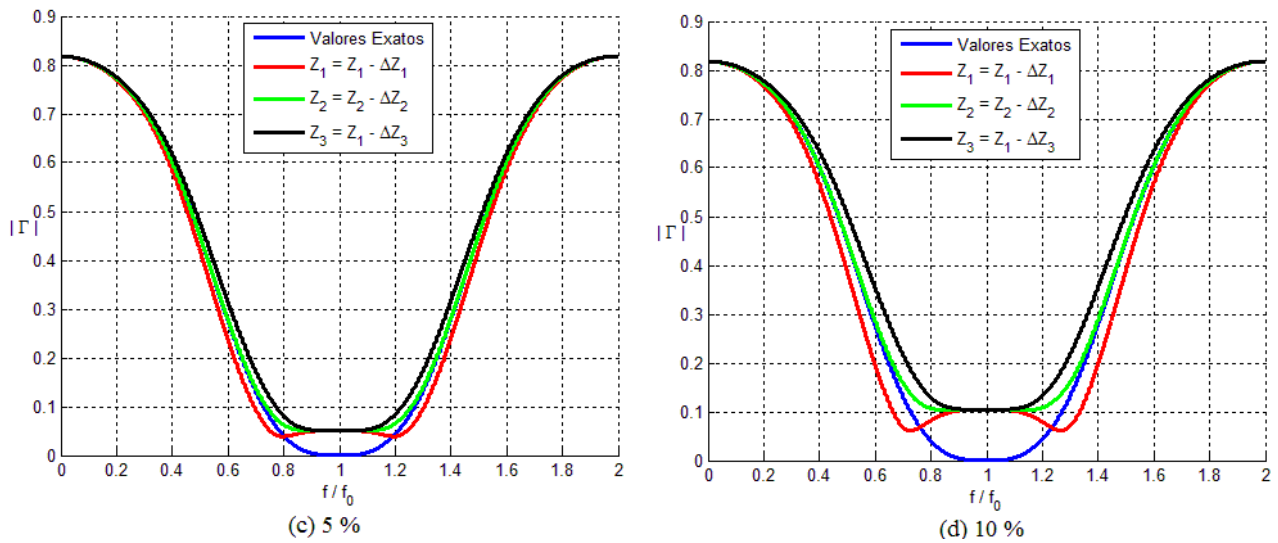 0.9
0.8
0.7
0.6
0.5
| Γ |
0.4
0.3
0.2
0.1
0
0 0.2 0.4 0.6 0.8 1.0 1.2 1.4 1.6 1.8 2
f / f₀
Valores Exatos
Z₁ = Z₁ - ΔZ₁
Z₂ = Z₂ - ΔZ₂
Z₃ = Z₁ - ΔZ₃
(c) 5 %
0.9
0.8
0.7
0.6
0.5
| Γ |
0.4
0.3
0.2
0.1
0
0 0.2 0.4 0.6 0.8 1 1.2 1.4 1.6 1.8 2
f / f₀
Valores Exatos
Z₁ = Z₁ - ΔZ₁
Z₂ = Z₂ - ΔZ₂
Z₃ = Z₁ - ΔZ₃
(d) 10 %